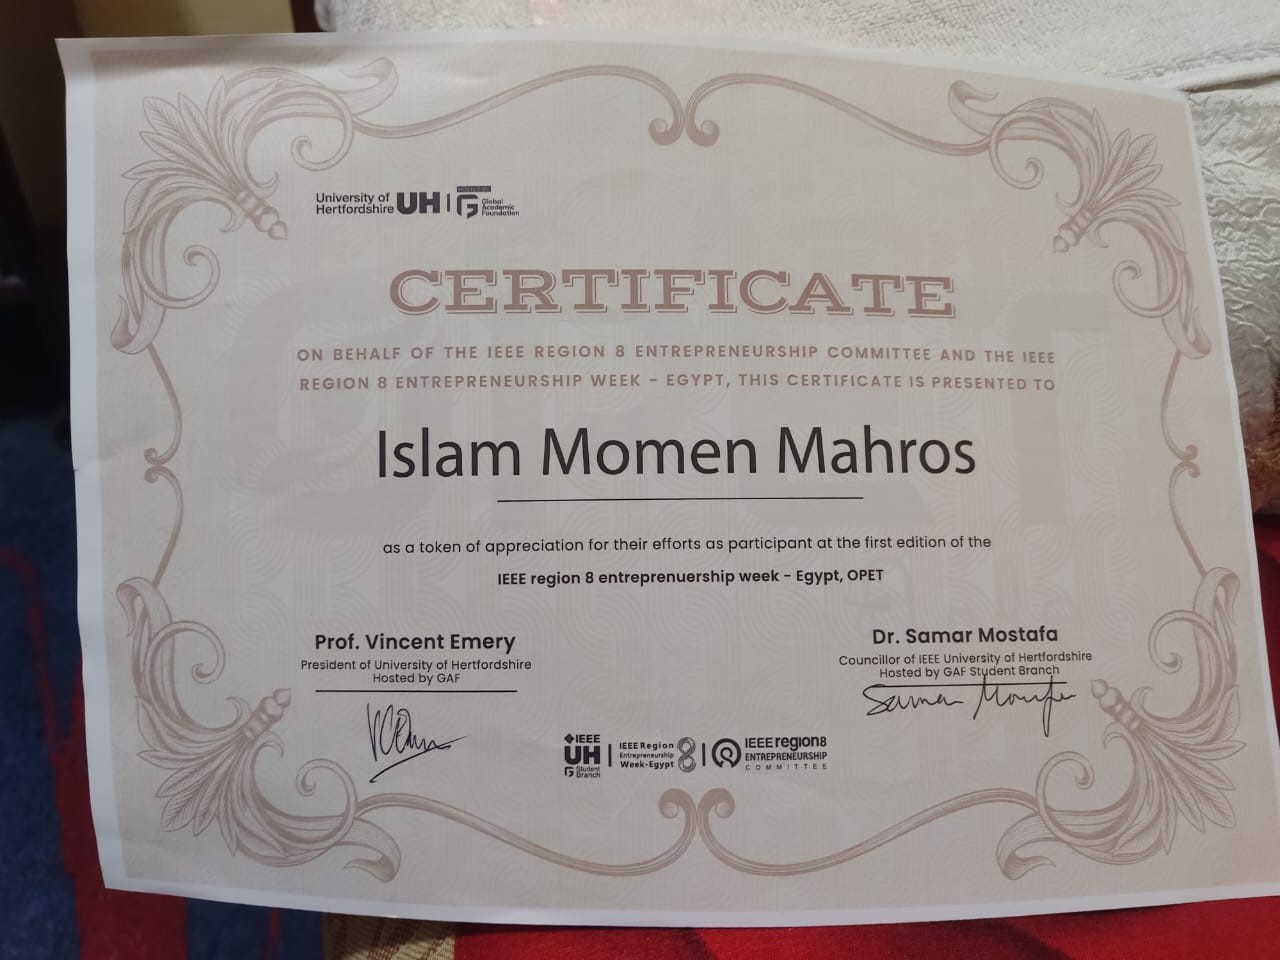 University of
Hertfordshire UH
Global
Academic
Foundation
CERTIFICATE
ON BEHALF OF THE IEEE REGION 8 ENTREPRENEURSHIP COMMITTEE AND THE IEEE
REGION 8 ENTREPRENEURSHIP WEEK - EGYPT, THIS CERTIFICATE IS PRESENTED TO
Islam Momen Mahros
as a token of appreciation for their efforts as participant at the first edition of the
IEEE region 8 entreprenuership week - Egypt, OPET
Prof. Vincent Emery
President of University of Hertfordshire
Hosted by GAF
Dr. Samar Mostafa
Councillor of IEEE University of Hertfordshire
Hosted by GAF Student Branch
Samar Mostafa
IEEE
UH
Student
Branch
IEEE Region
Entrepreneurship
Week-Egypt
8
IEEE region8
ENTREPRENEURSHIP
COMMITTEE